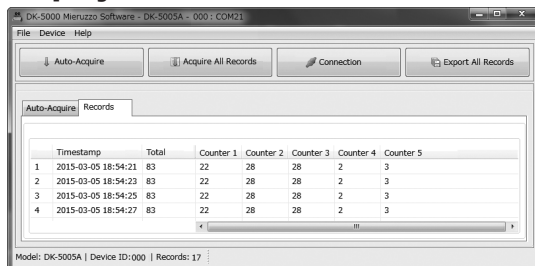 DK-5000 Mieruzzo Software - DK-5005A - 000 : COM21
File Device Help
Auto-Acquire Acquire All Records Connection Export All Records
Auto-Acquire Records
Timestamp Total Counter 1 Counter 2 Counter 3 Counter 4 Counter 5
1 2015-03-05 18:54:21 83 22 28 28 2 3
2 2015-03-05 18:54:23 83 22 28 28 2 3
3 2015-03-05 18:54:25 83 22 28 28 2 3
4 2015-03-05 18:54:27 83 22 28 28 2 3
Model: DK-5005A | Device ID:000 | Records: 17